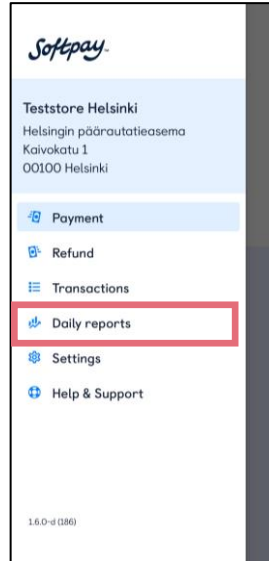 Softpay
Teststore Helsinki
Helsingin päärautatieasema
Kaivokatu 1
00100 Helsinki
Payment
Refund
Transactions
Daily reports
Settings
Help & Support
1.6.0-d (186)